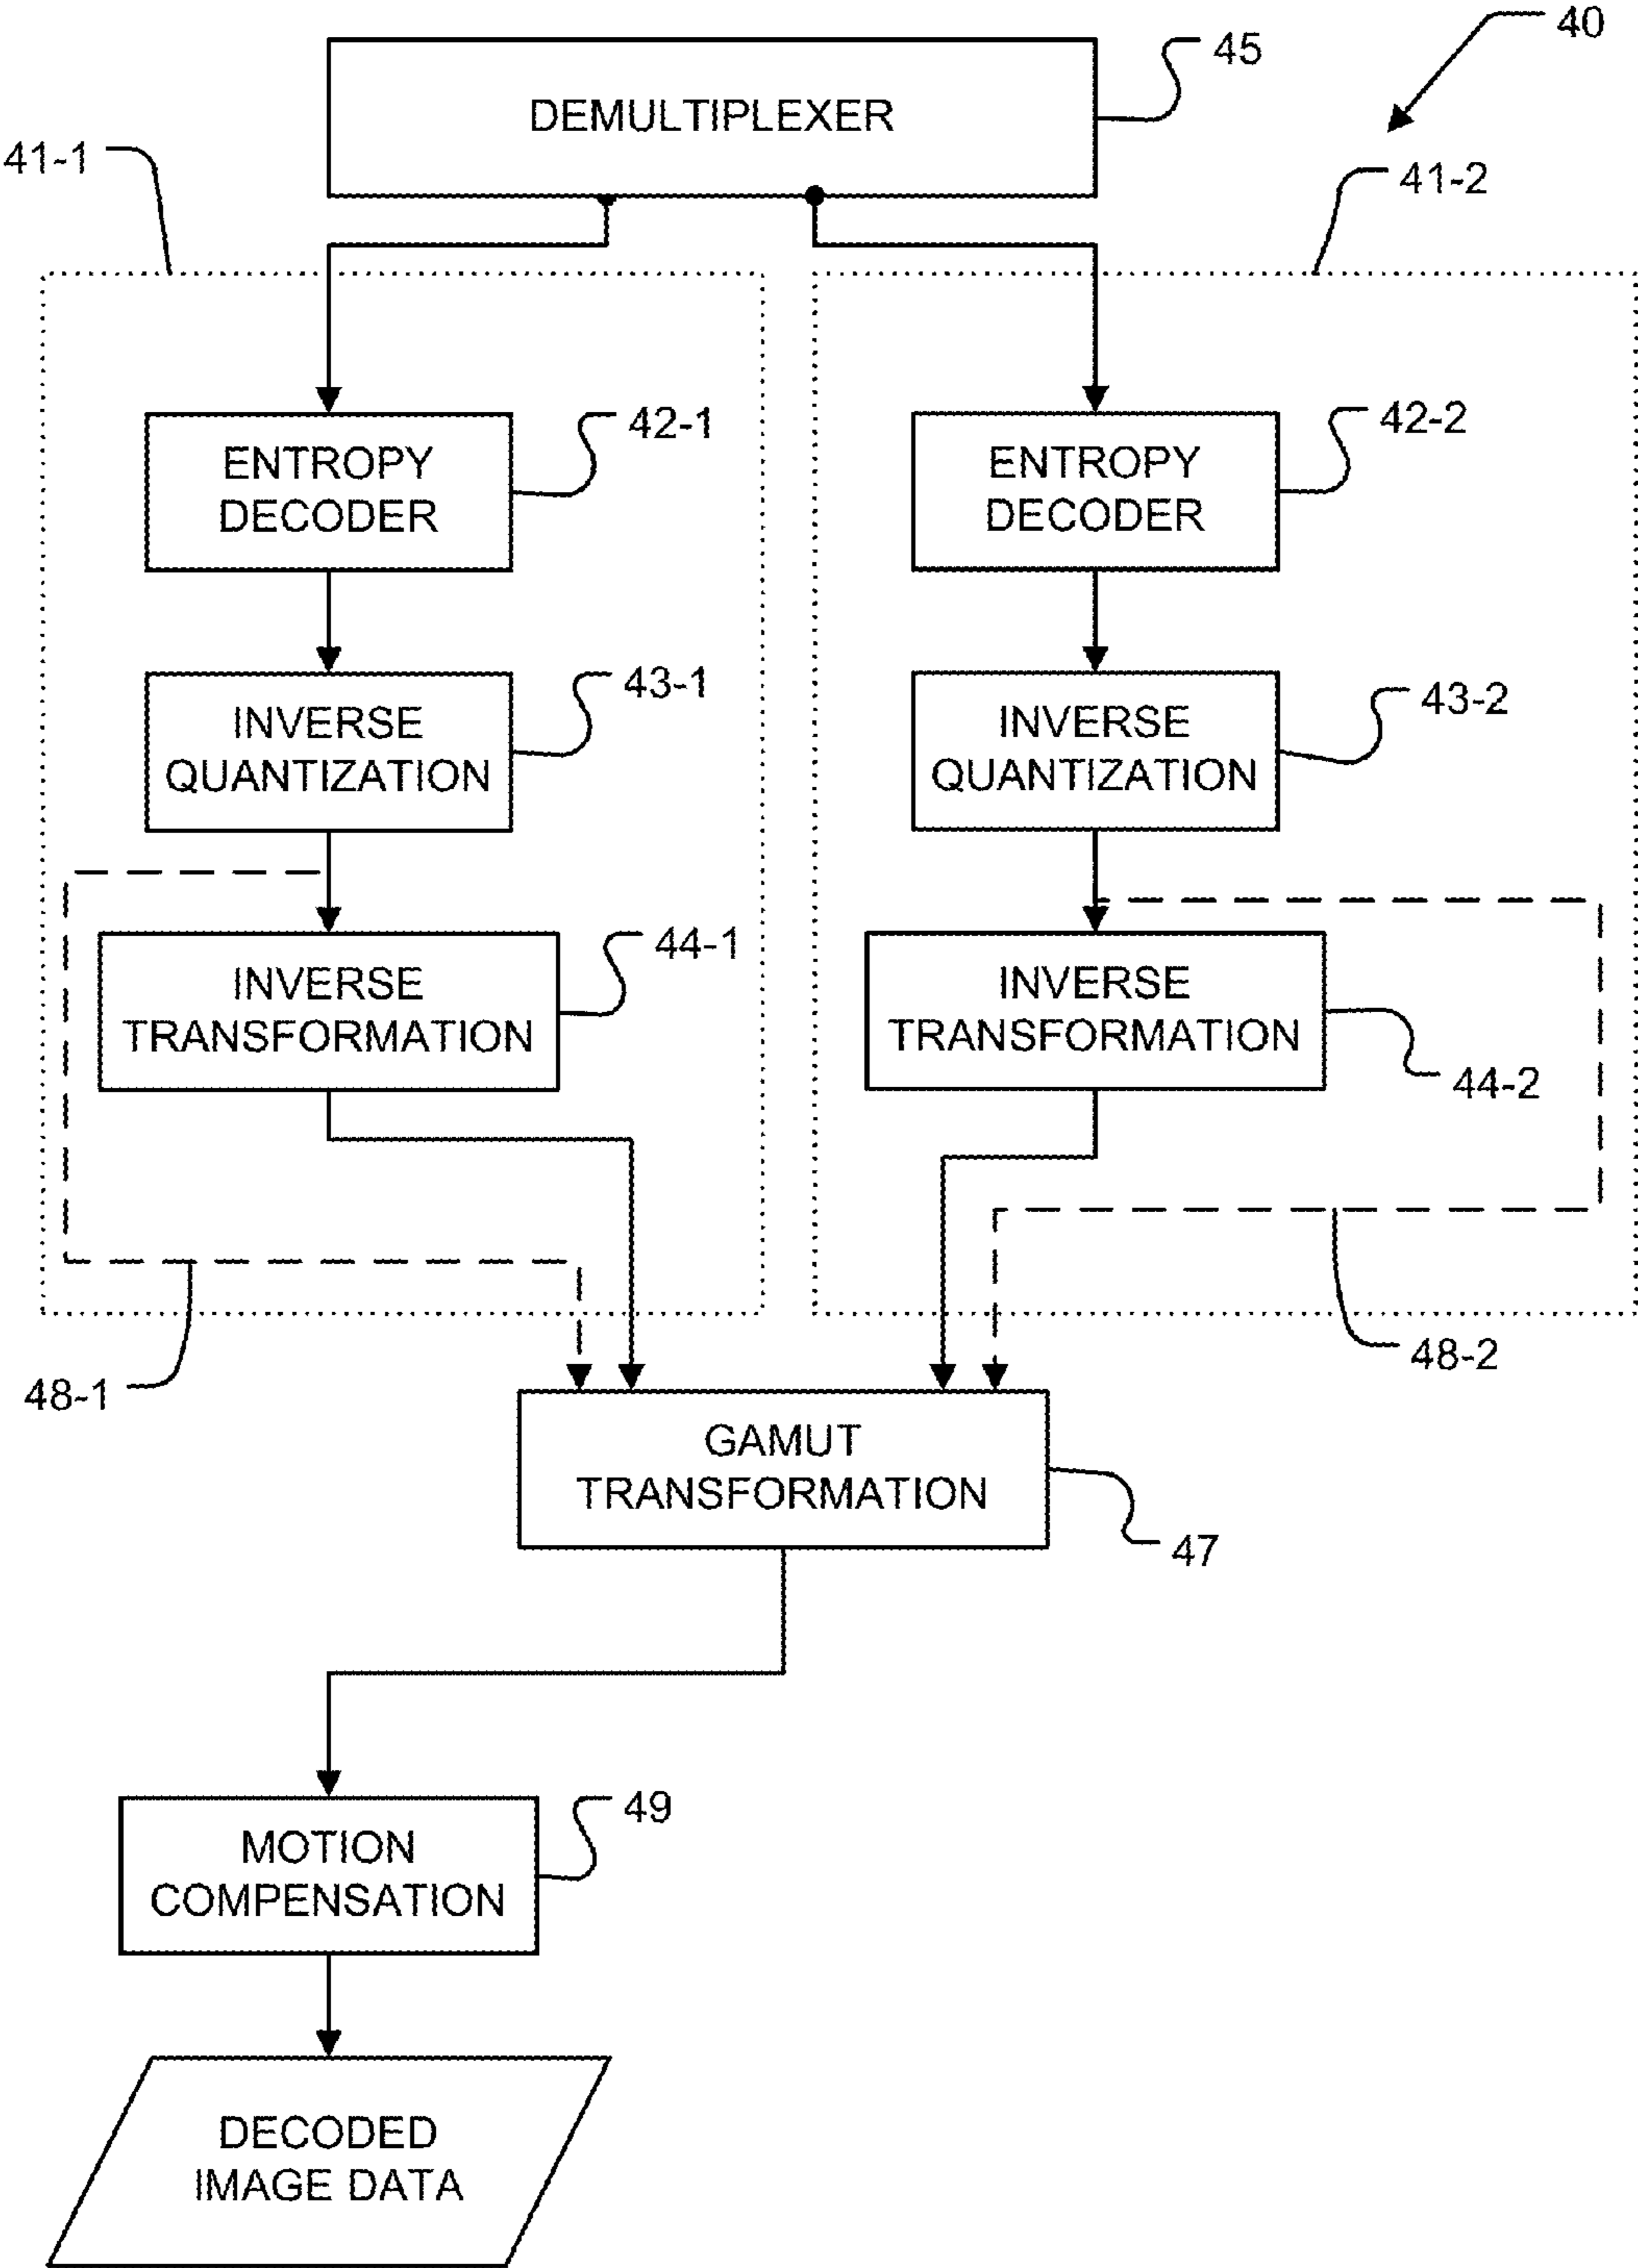 40
45
DEMULTIPLEXER
41-1
41-2
42-1
42-2
ENTROPY
DECODER
ENTROPY
DECODER
43-1
43-2
INVERSE
QUANTIZATION
INVERSE
QUANTIZATION
44-1
INVERSE
TRANSFORMATION
INVERSE
TRANSFORMATION
44-2
48-1
48-2
GAMUT
TRANSFORMATION
47
49
MOTION
COMPENSATION
DECODED
IMAGE DATA